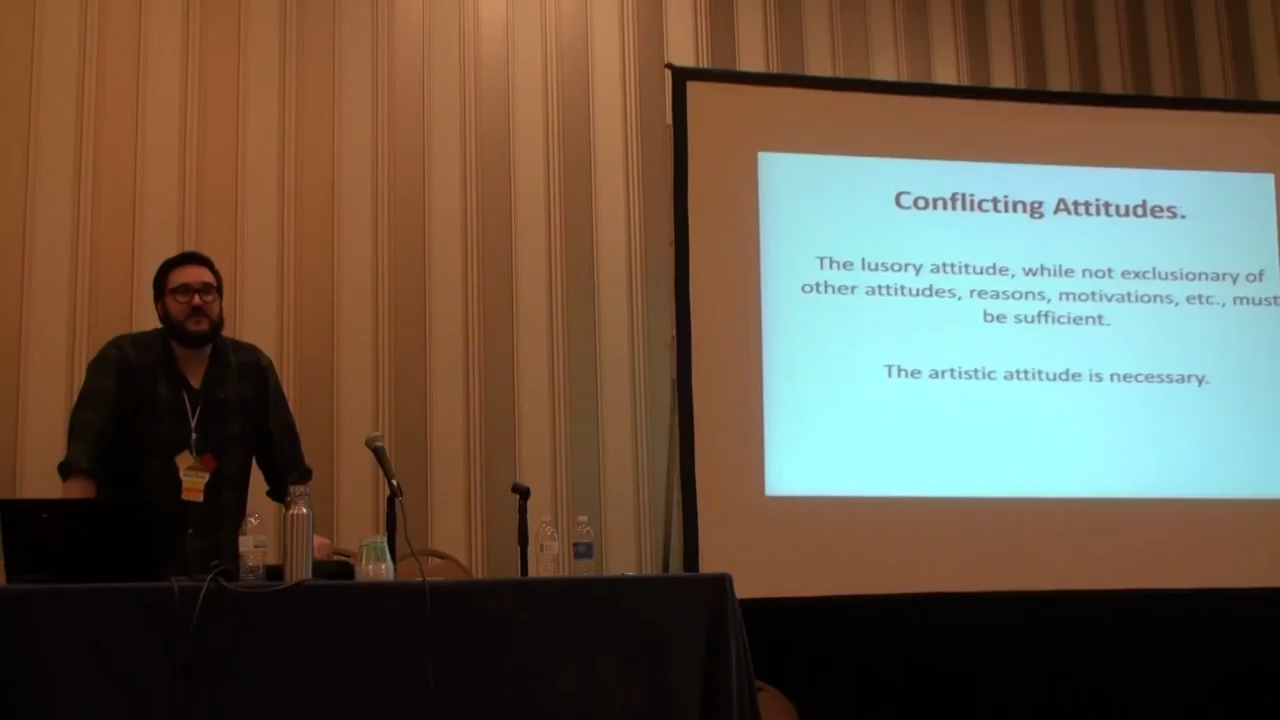 Conflicting Attitudes.
The lusory attitude, while not exclusionary of
other attitudes, reasons, motivations, etc., must
be sufficient.
The artistic attitude is necessary.